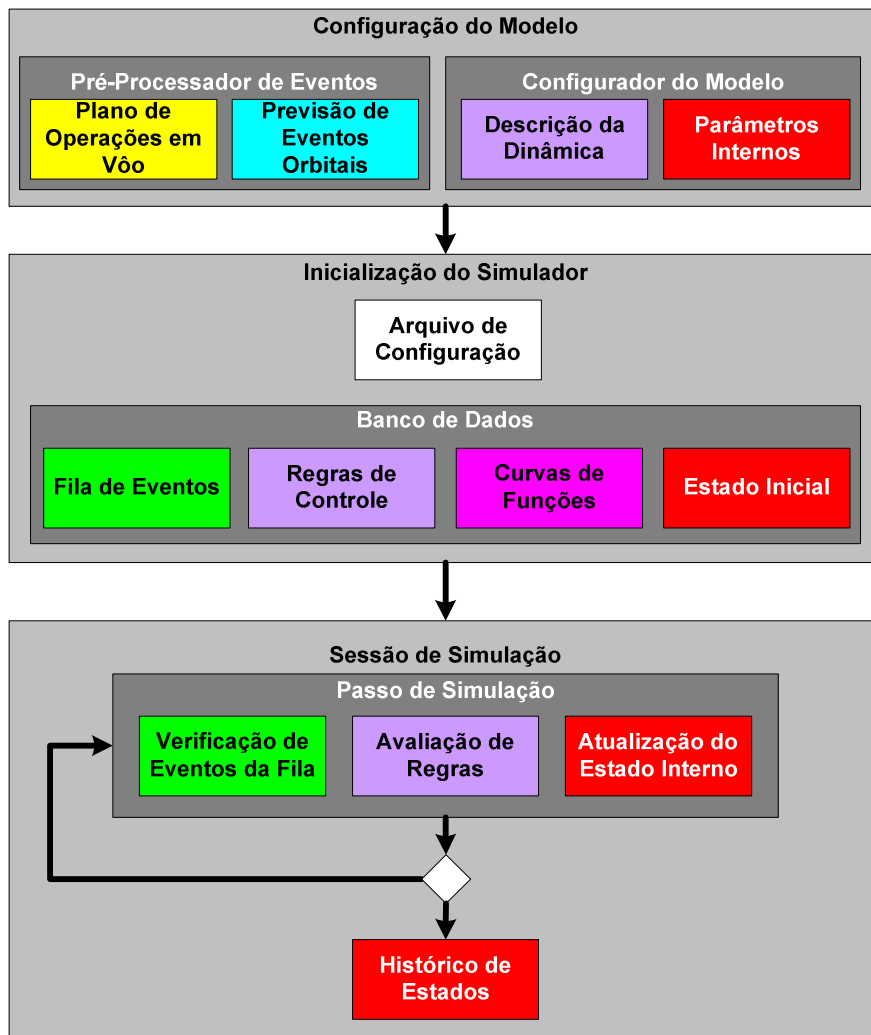 Configuração do Modelo
Pré-Processador de Eventos
Plano de
Operações em
Vôo
Previsão de
Eventos
Orbitais
Configurador do Modelo
Descrição da
Dinâmica
Parâmetros
Internos
Inicialização do Simulador
Arquivo de
Configuração
Banco de Dados
Fila de Eventos
Regras de
Controle
Curvas de
Funções
Estado Inicial
Sessão de Simulação
Passo de Simulação
Verificação de
Eventos da Fila
Avaliação de
Regras
Atualização do
Estado Interno
Histórico de
Estados